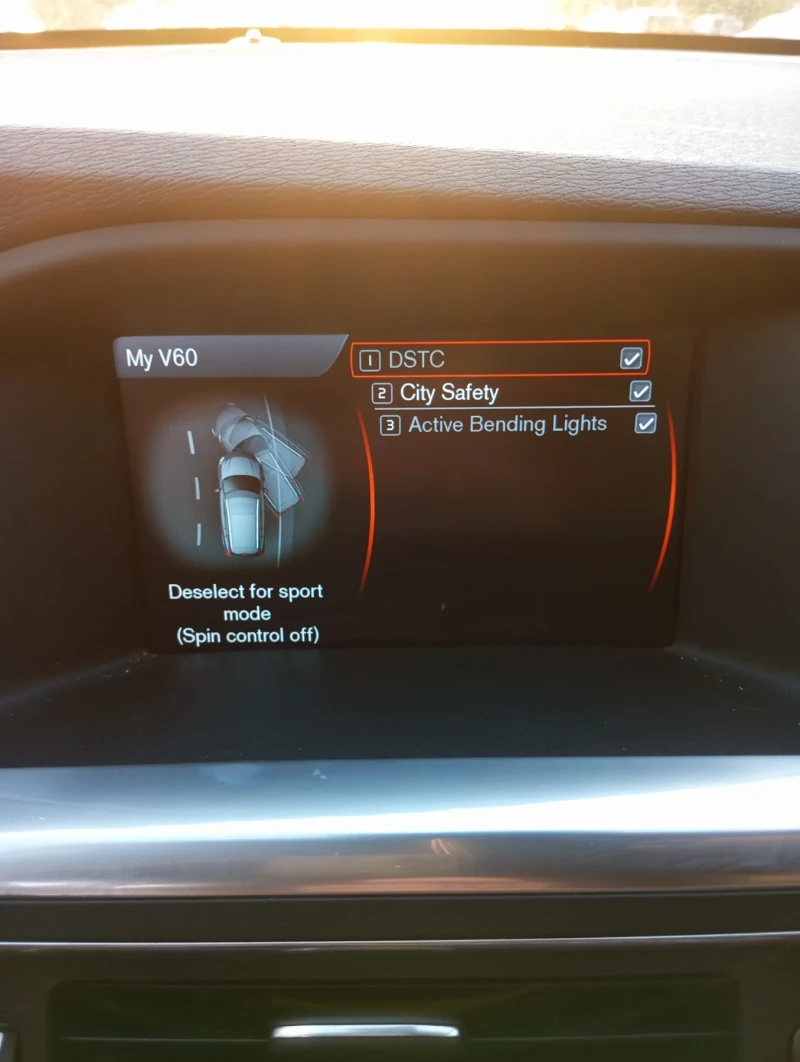 My V60
1 DSTC
2 City Safety
3 Active Bending Lights
Deselect for sport
mode
(Spin control off)